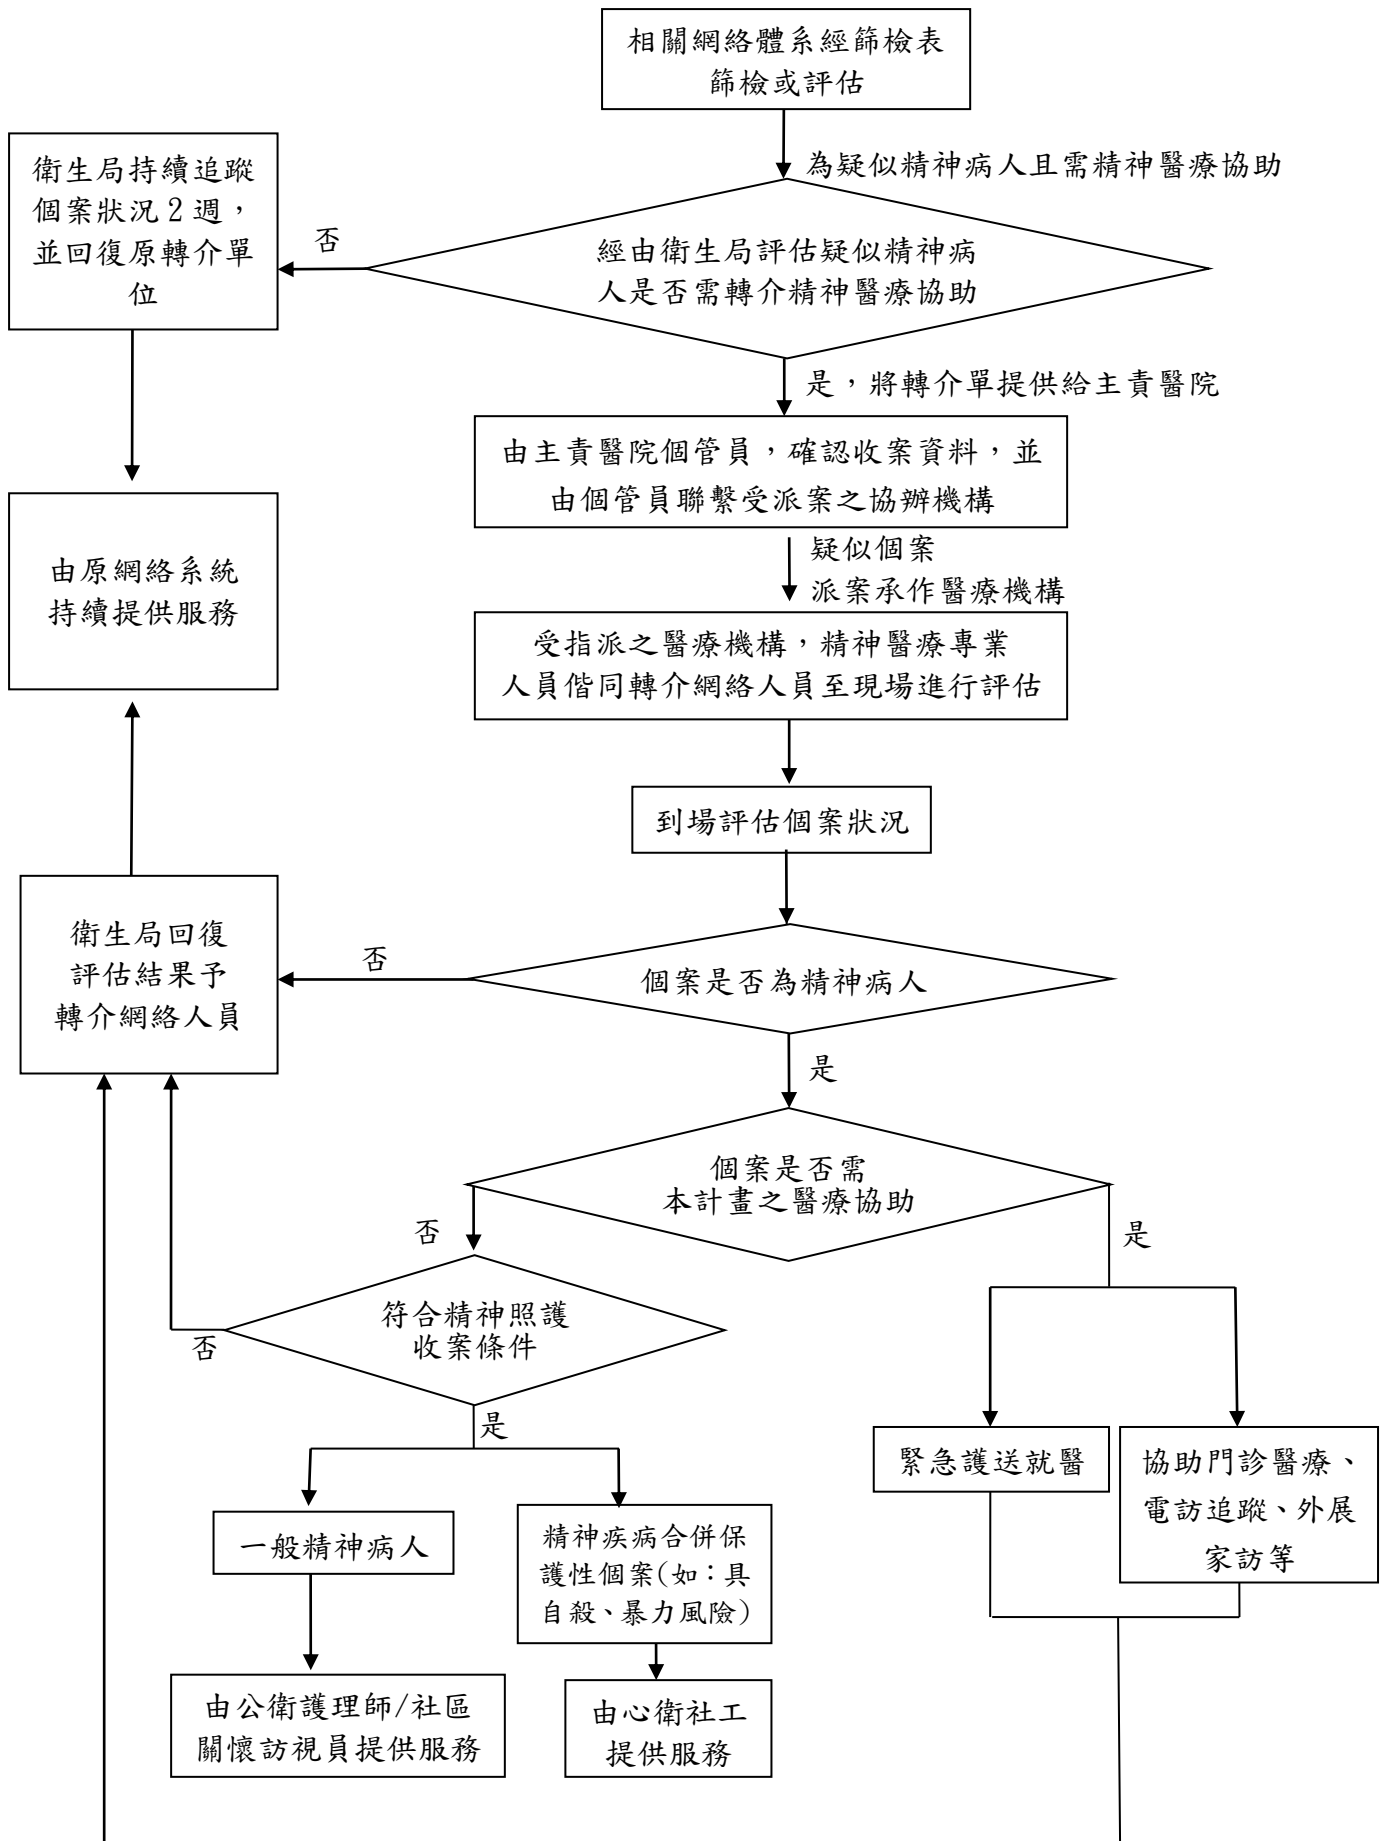 相關網絡體系經篩檢表
篩檢或評估
為疑似精神病人且需精神醫療協助
衛生局持續追蹤
個案狀況2週，
並回復原轉介單
位
否
經由衛生局評估疑似精神病
人是否需轉介精神醫療協助
是，將轉介單提供給主責醫院
由主責醫院個管員，確認收案資料，並
由個管員聯繫受派案之協辦機構
由原網絡系統
持續提供服務
疑似個案
派案承作醫療機構
受指派之醫療機構，精神醫療專業
人員偕同轉介網絡人員至現場進行評估
到場評估個案狀況
衛生局回復
評估結果予
轉介網絡人員
否
個案是否為精神病人
是
個案是否需
本計畫之醫療協助
否
是
符合精神照護
收案條件
否
是
緊急護送就醫
協助門診醫療、
電訪追蹤、外展
家訪等
一般精神病人
精神疾病合併保
護性個案(如：具
自殺、暴力風險)
由公衛護理師/社區
關懷訪視員提供服務
由心衛社工
提供服務